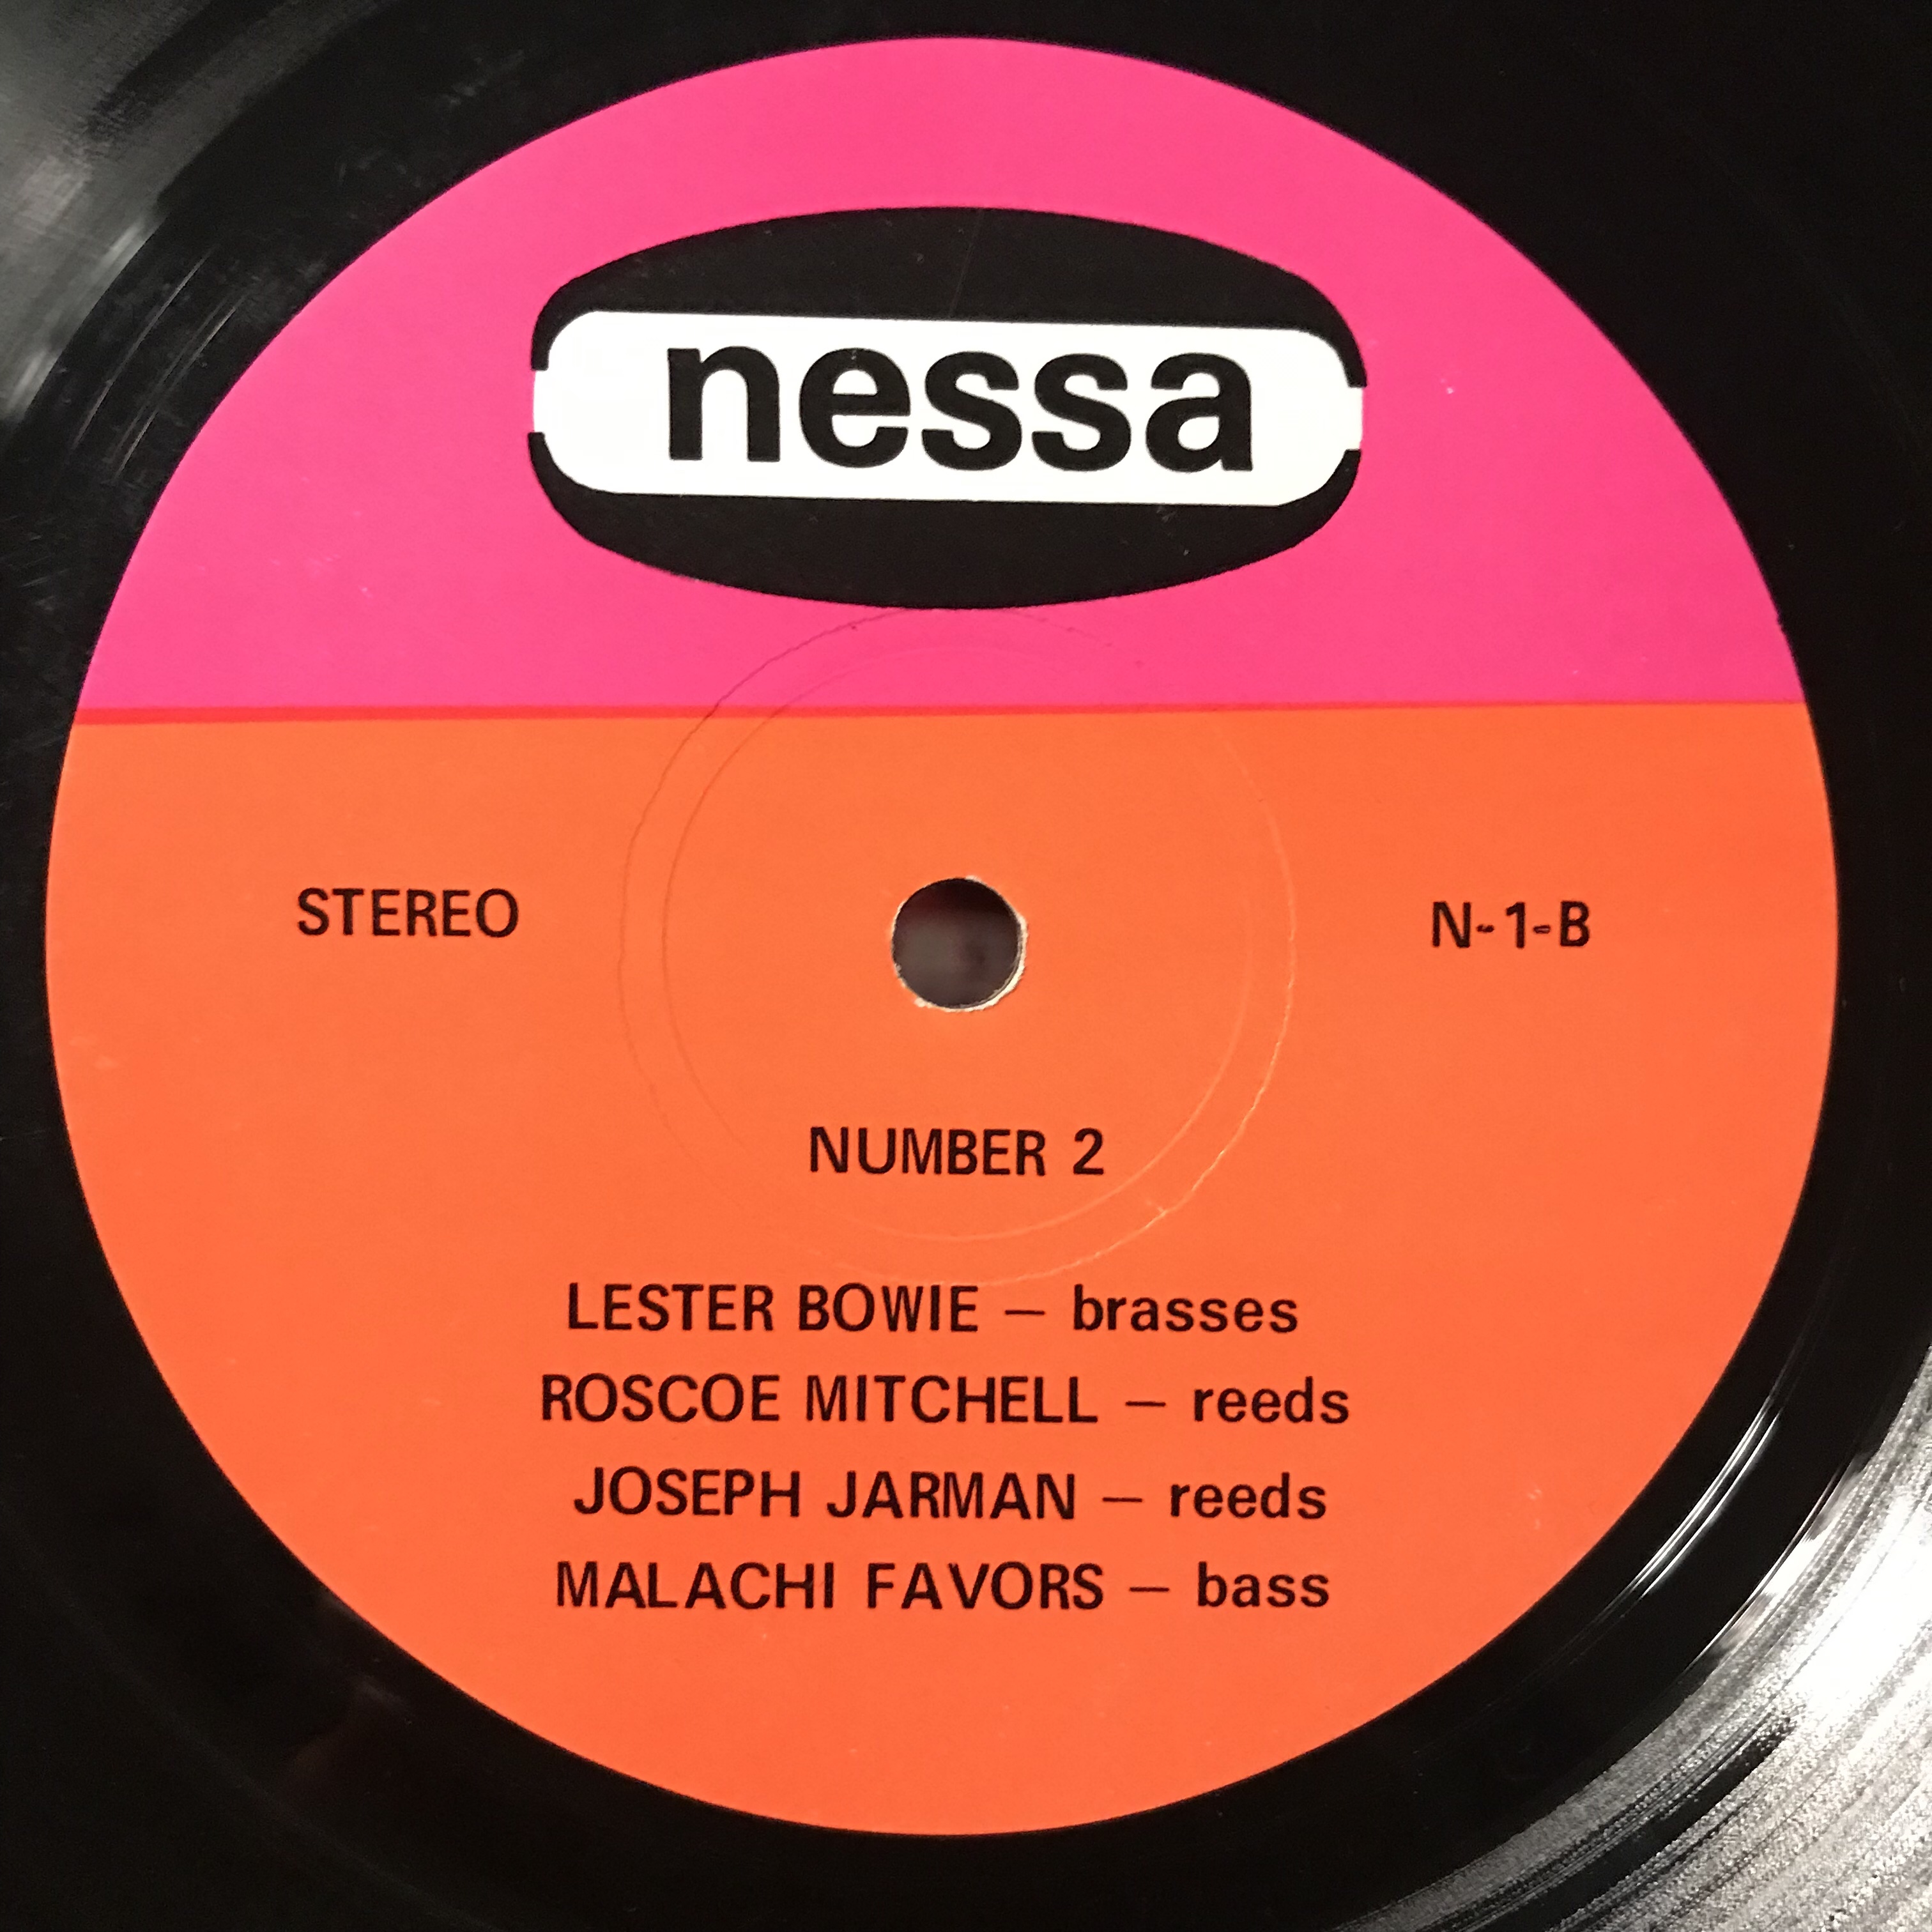 nessa
STEREO
N-1-B
NUMBER 2
LESTER BOWIE — brasses
ROSCOE MITCHELL — reeds
JOSEPH JARMAN — reeds
MALACHI FAVORS — bass